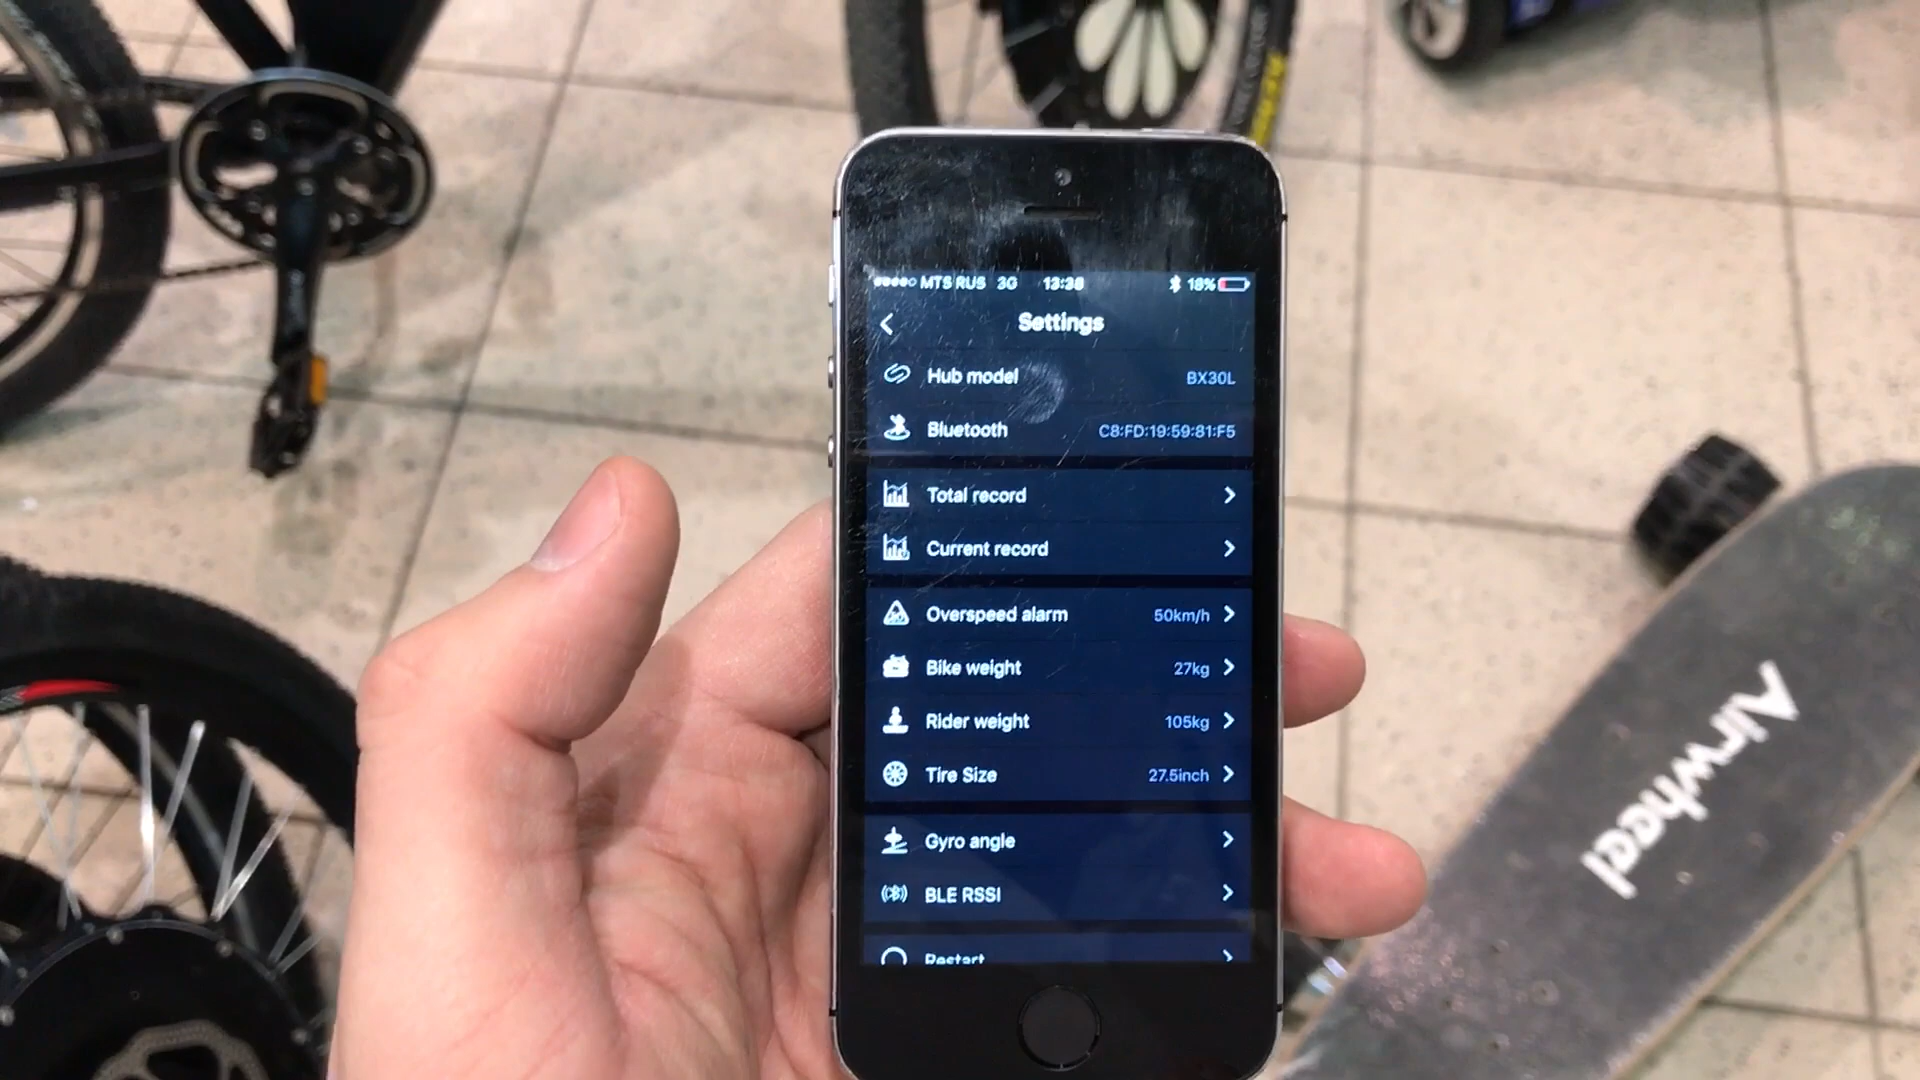 MTS RUS 3G 13:38 18%
Settings
Hub model BX30L
Bluetooth C8:FD:19:59:81:F5
Total record
Current record
Overspeed alarm 50km/h
Bike weight 27kg
Rider weight 105kg
Tire Size 27.5inch
Gyro angle
BLE RSSI
Restart
Airwheel